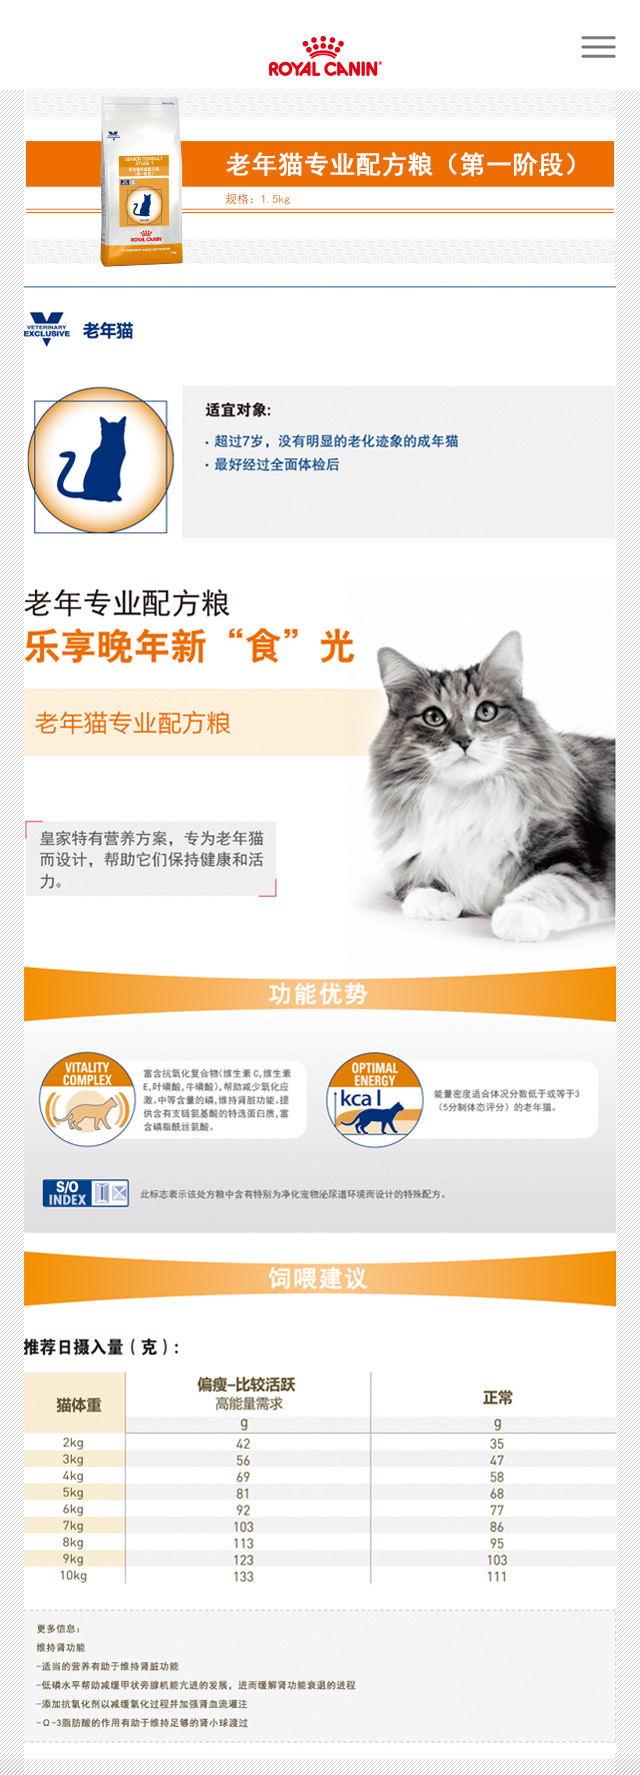 ROYAL CANIN
SENIOR CONSULT
STAGE 1
ROYAL CANIN
老年猫专业配方粮（第一阶段）
规格：1.5kg
VETERINARY
EXCLUSIVE
老年猫
适宜对象:
· 超过7岁，没有明显的老化迹象的成年猫
· 最好经过全面体检后
老年专业配方粮
乐享晚年新“食”光
老年猫专业配方粮
皇家特有营养方案，专为老年猫
而设计，帮助它们保持健康和活
力。
功能优势
VITALITY
COMPLEX
富含抗氧化复合物(维生素 C,维生素
E,叶磺酸,牛磺酸),帮助减少氧化应
激。中等含量的磷,维持肾脏功能。提
供含有支链氨基酸的特选蛋白质,富
含磷脂酰丝氨酸。
OPTIMAL
ENERGY
kcal
能量密度适合体况分数低于或等于3
（5分制体态评分）的老年猫。
S/O
INDEX
此标志表示该处方粮中含有特别为净化宠物泌尿道环境而设计的特殊配方。
饲喂建议
推荐日摄入量（克）:
猫体重 偏瘦-比较活跃 正常
高能量需求
g g
2kg 42 35
3kg 56 47
4kg 69 58
5kg 81 68
6kg 92 77
7kg 103 86
8kg 113 95
9kg 123 103
10kg 133 111
更多信息：
维持肾功能
-适当的营养有助于维持肾脏功能
-低磷水平帮助减缓甲状旁腺机能亢进的发展，进而缓解肾功能衰退的进程
-添加抗氧化剂以减缓氧化过程并加强肾血流灌注
-Ω-3脂肪酸的作用有助于维持足够的肾小球渡过